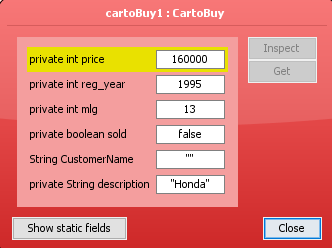 cartoBuy1 : CartoBuy
private int price 160000
private int reg_year 1995
private int mlg 13
private boolean sold false
String CustomerName ""
private String description "Honda"
Inspect
Get
Show static fields
Close